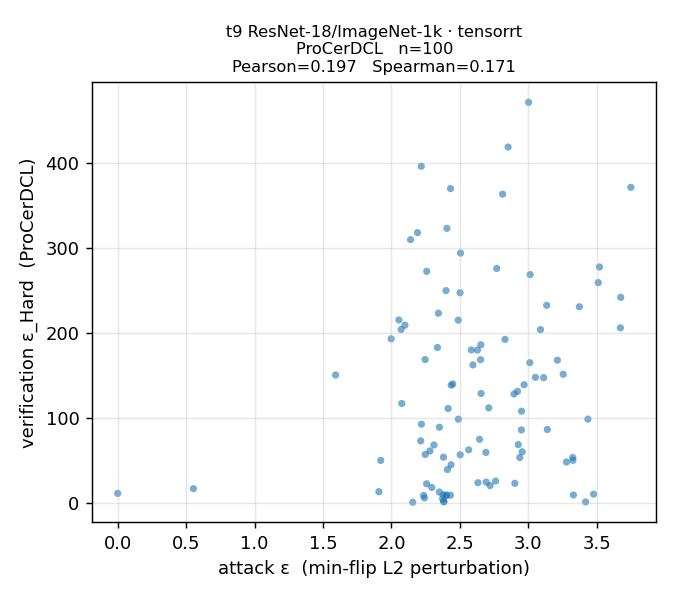 t9 ResNet-18/ImageNet-1k · tensorrt
ProCerDCL n=100
Pearson=0.197 Spearman=0.171
verification ε_Hard (ProCerDCL)
400
300
200
100
0
0.0 0.5 1.0 1.5 2.0 2.5 3.0 3.5
attack ε (min-flip L2 perturbation)